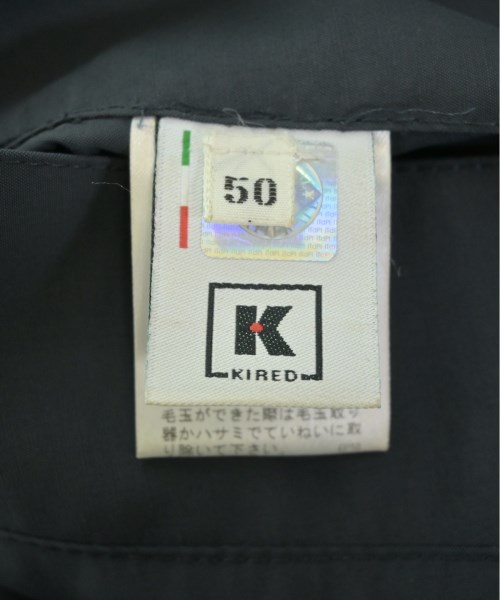 50
K
KIRED
毛玉ができた際は毛玉取り
器かハサミでていねいに取
り除いて下さい。